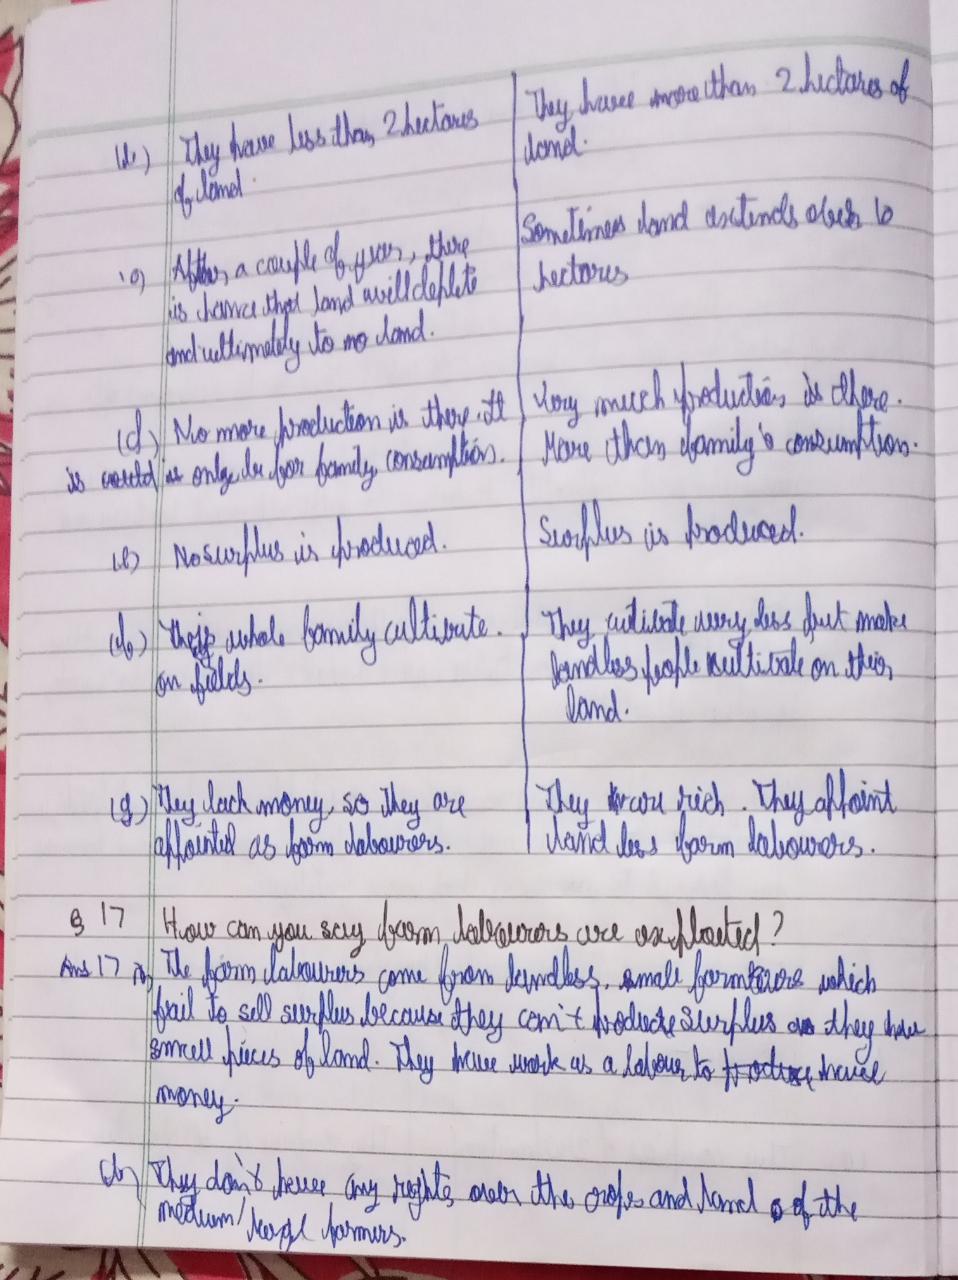 (b) They have less than 2 hectares
of land.
They have more than 2 hectares of
land.
(c) After, a couple of years, there
is chance that land will deplete
and ultimately to no land.
Sometimes land extends over 10
hectares
(d) No more production is there. It
is only be for family consumption.
Very much production is there.
More than family's consumption.
(e) No surplus is produced.
Surplus is produced.
(f) Their whole family cultivate.
on fields.
They cultivate very less but make
landless people cultivate on their
land.
(g) They lack money, so they are
appointed as farm labourers.
They are rich. They appoint
land less farm labourers.
Q 17 How can you say farm labourers are exploited?
Ans 17 a) The farm labourers come from landless, small farmers which
fail to sell surplus because they can't produce surplus as they have
small pieces of land. They have work as a labour to have
money.
(b) They don't have any rights over the crops and land of the
medium/ large farmers.